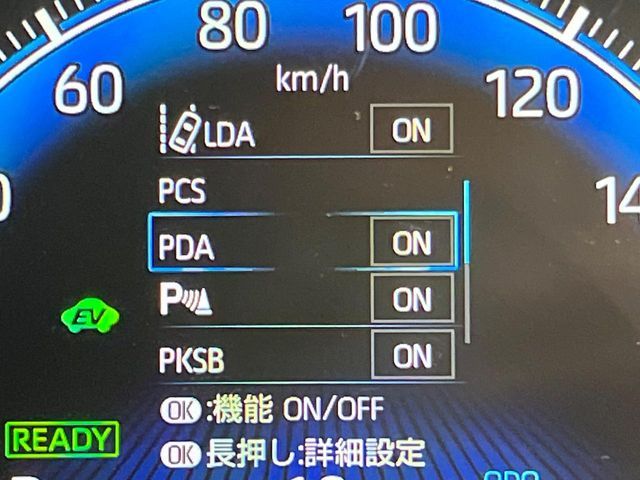 80 100
60 km/h 120
LDA ON
PCS
PDA ON
P ON
EV
PKSB ON
OK:機能 ON/OFF
READY
OK長押し:詳細設定